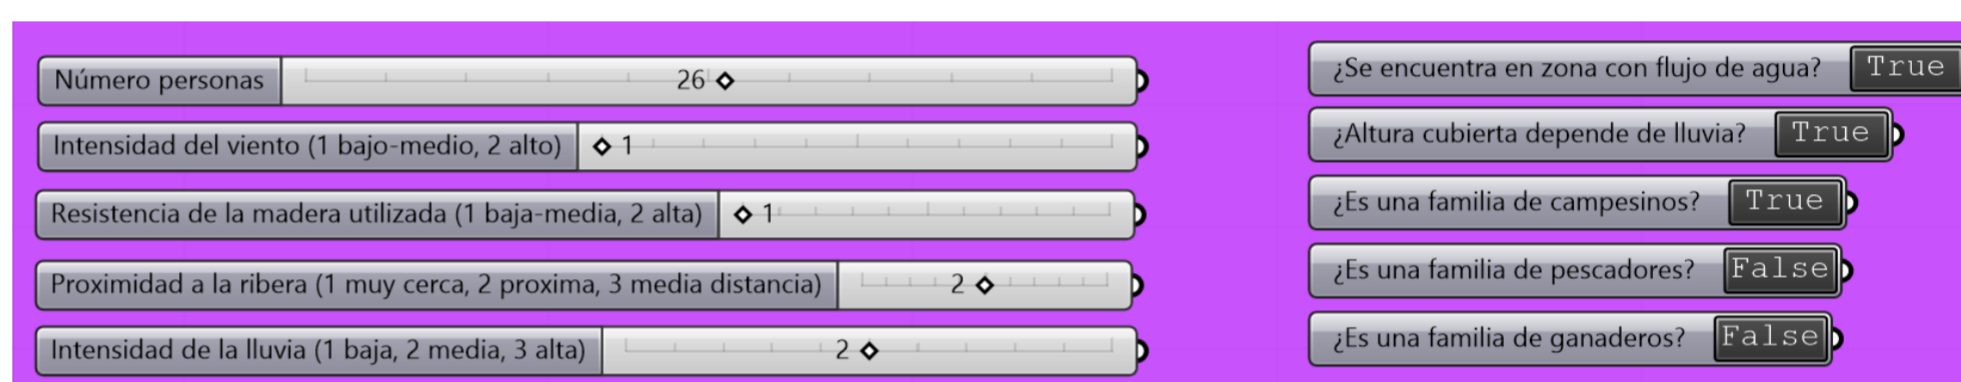 Número personas 26
Intensidad del viento (1 bajo-medio, 2 alto) 1
Resistencia de la madera utilizada (1 baja-media, 2 alta) 1
Proximidad a la ribera (1 muy cerca, 2 proxima, 3 media distancia) 2
Intensidad de la lluvia (1 baja, 2 media, 3 alta) 2
¿Se encuentra en zona con flujo de agua? True
¿Altura cubierta depende de lluvia? True
¿Es una familia de campesinos? True
¿Es una familia de pescadores? False
¿Es una familia de ganaderos? False